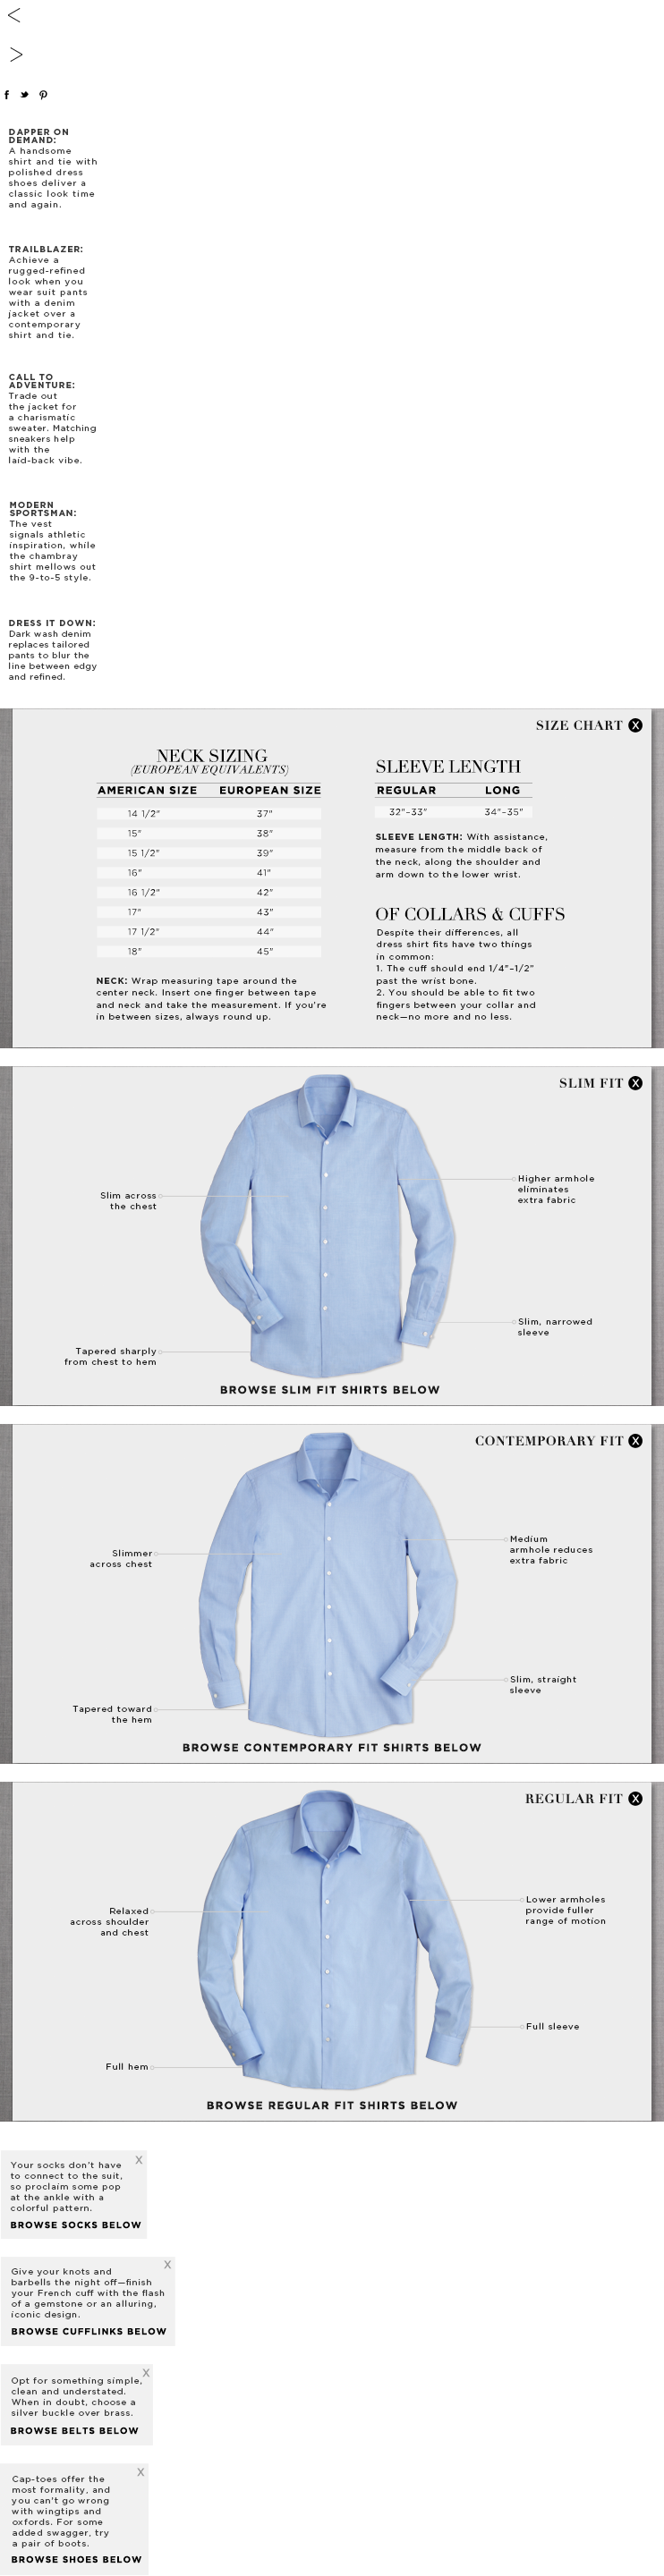 <
>
DAPPER ON
DEMAND:
A handsome
shirt and tie with
polished dress
shoes deliver a
classic look time
and again.
TRAILBLAZER:
Achieve a
rugged-refined
look when you
wear suit pants
with a denim
jacket over a
contemporary
shirt and tie.
CALL TO
ADVENTURE:
Trade out
the jacket for
a charismatic
sweater. Matching
sneakers help
with the
laid-back vibe.
MODERN
SPORTSMAN:
The vest
signals athletic
inspiration, while
the chambray
shirt mellows out
the 9-to-5 style.
DRESS IT DOWN:
Dark wash denim
replaces tailored
pants to blur the
line between edgy
and refined.
SIZE CHART X
NECK SIZING
(EUROPEAN EQUIVALENTS)
AMERICAN SIZE EUROPEAN SIZE
14 1/2" 37"
15" 38"
15 1/2" 39"
16" 41"
16 1/2" 42"
17" 43"
17 1/2" 44"
18" 45"
NECK: Wrap measuring tape around the
center neck. Insert one finger between tape
and neck and take the measurement. If you're
in between sizes, always round up.
SLEEVE LENGTH
REGULAR LONG
32"–33" 34"–35"
SLEEVE LENGTH: With assistance,
measure from the middle back of
the neck, along the shoulder and
arm down to the lower wrist.
OF COLLARS & CUFFS
Despite their differences, all
dress shirt fits have two things
in common:
1. The cuff should end 1/4"–1/2"
past the wrist bone.
2. You should be able to fit two
fingers between your collar and
neck—no more and no less.
SLIM FIT X
Slim across
the chest
Higher armhole
eliminates
extra fabric
Slim, narrowed
sleeve
Tapered sharply
from chest to hem
BROWSE SLIM FIT SHIRTS BELOW
CONTEMPORARY FIT X
Slimmer
across chest
Medium
armhole reduces
extra fabric
Slim, straight
sleeve
Tapered toward
the hem
BROWSE CONTEMPORARY FIT SHIRTS BELOW
REGULAR FIT X
Relaxed
across shoulder
and chest
Lower armholes
provide fuller
range of motion
Full sleeve
Full hem
BROWSE REGULAR FIT SHIRTS BELOW
X
Your socks don't have
to connect to the suit,
so proclaim some pop
at the ankle with a
colorful pattern.
BROWSE SOCKS BELOW
X
Give your knots and
barbells the night off—finish
your French cuff with the flash
of a gemstone or an alluring,
iconic design.
BROWSE CUFFLINKS BELOW
X
Opt for something simple,
clean and understated.
When in doubt, choose a
silver buckle over brass.
BROWSE BELTS BELOW
X
Cap-toes offer the
most formality, and
you can't go wrong
with wingtips and
oxfords. For some
added swagger, try
a pair of boots.
BROWSE SHOES BELOW